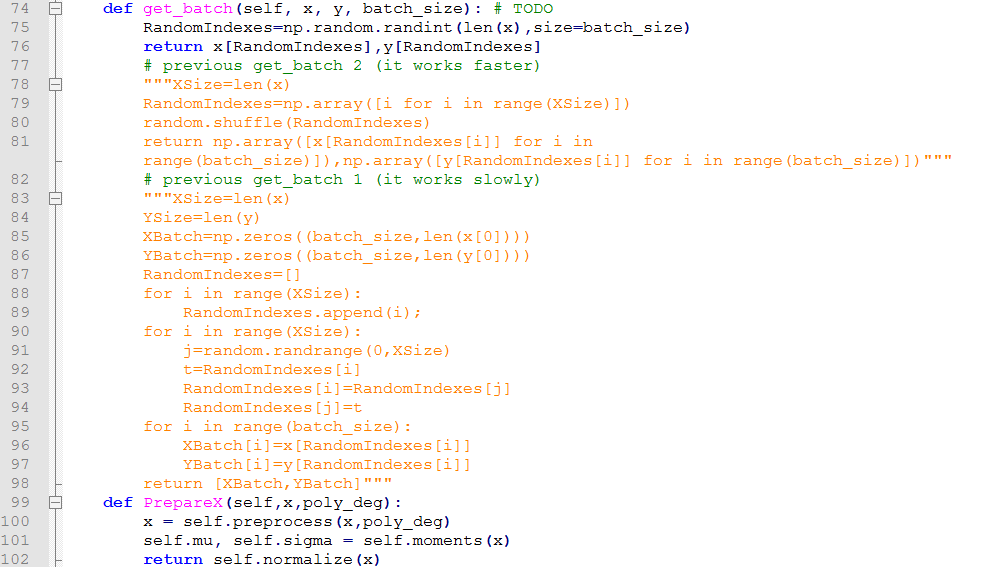 74 def get_batch(self, x, y, batch_size): # TODO
75 RandomIndexes=np.random.randint(len(x),size=batch_size)
76 return x[RandomIndexes],y[RandomIndexes]
77 # previous get_batch 2 (it works faster)
78 """XSize=len(x)
79 RandomIndexes=np.array([i for i in range(XSize)])
80 random.shuffle(RandomIndexes)
81 return np.array([x[RandomIndexes[i]] for i in
range(batch_size)]),np.array([y[RandomIndexes[i]] for i in range(batch_size)])"""
82 # previous get_batch 1 (it works slowly)
83 """XSize=len(x)
84 YSize=len(y)
85 XBatch=np.zeros((batch_size,len(x[0])))
86 YBatch=np.zeros((batch_size,len(y[0])))
87 RandomIndexes=[]
88 for i in range(XSize):
89 RandomIndexes.append(i);
90 for i in range(XSize):
91 j=random.randrange(0,XSize)
92 t=RandomIndexes[i]
93 RandomIndexes[i]=RandomIndexes[j]
94 RandomIndexes[j]=t
95 for i in range(batch_size):
96 XBatch[i]=x[RandomIndexes[i]]
97 YBatch[i]=y[RandomIndexes[i]]
98 return [XBatch,YBatch]"""
99 def PrepareX(self,x,poly_deg):
100 x = self.preprocess(x,poly_deg)
101 self.mu, self.sigma = self.moments(x)
102 return self.normalize(x)